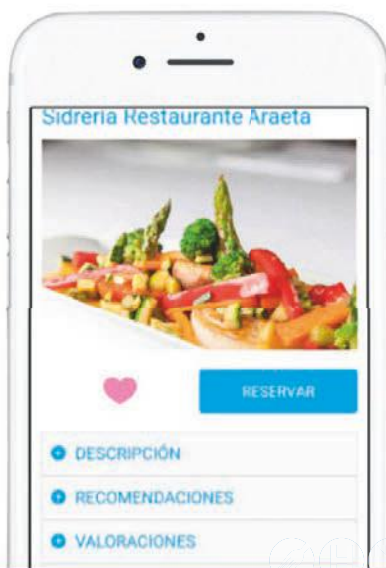 Sidrería Restaurante Araeta
RESERVAR
DESCRIPCIÓN
RECOMENDACIONES
VALORACIONES